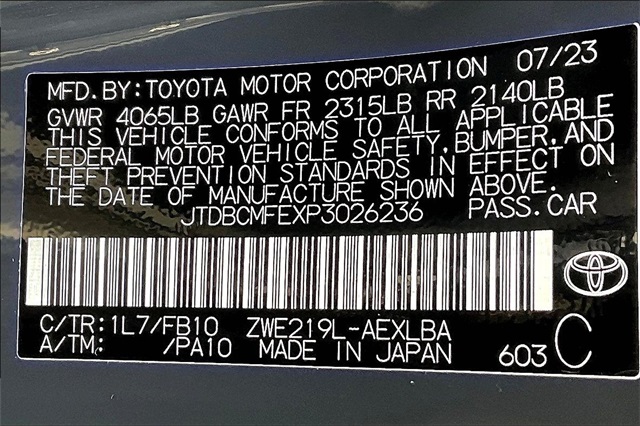 MFD. BY: TOYOTA MOTOR CORPORATION 07/23
GVWR 4065LB GAWR FR 2315LB RR 2140LB
THIS VEHICLE CONFORMS TO ALL APPLICABLE
FEDERAL MOTOR VEHICLE SAFETY, BUMPER, AND
THEFT PREVENTION STANDARDS IN EFFECT ON
THE DATE OF MANUFACTURE SHOWN ABOVE.
JTDBCMFEXP3026236 PASS. CAR
C/TR: 1L7/FB10 ZWE219L-AEXLBA
A/TM: /PA10 MADE IN JAPAN 603 C